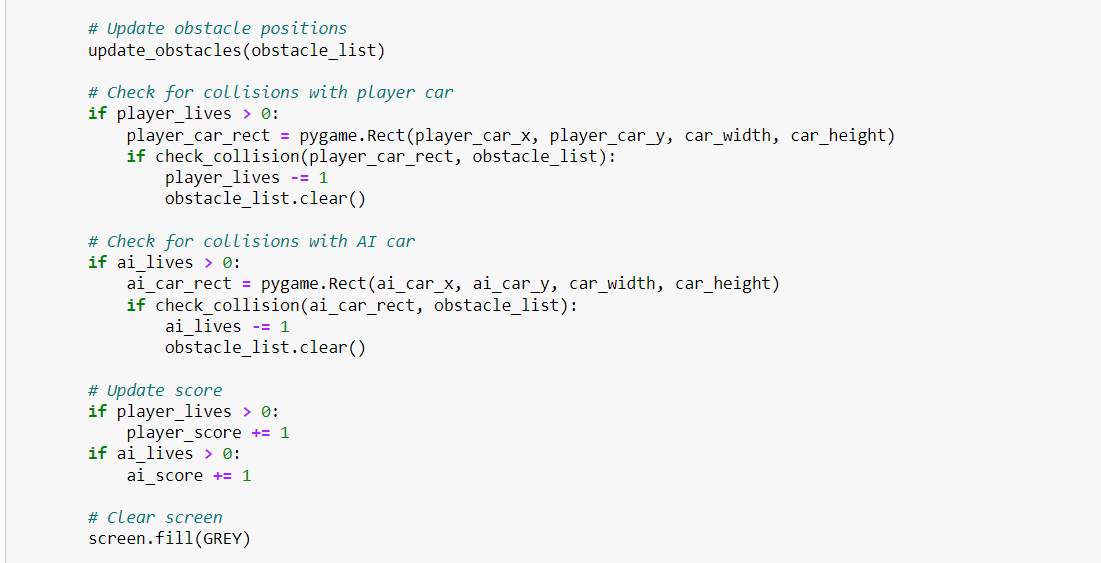 # Update obstacle positions
update_obstacles(obstacle_list)
# Check for collisions with player car
if player_lives > 0:
player_car_rect = pygame.Rect(player_car_x, player_car_y, car_width, car_height)
if check_collision(player_car_rect, obstacle_list):
player_lives -= 1
obstacle_list.clear()
# Check for collisions with AI car
if ai_lives > 0:
ai_car_rect = pygame.Rect(ai_car_x, ai_car_y, car_width, car_height)
if check_collision(ai_car_rect, obstacle_list):
ai_lives -= 1
obstacle_list.clear()
# Update score
if player_lives > 0:
player_score += 1
if ai_lives > 0:
ai_score += 1
# Clear screen
screen.fill(GREY)